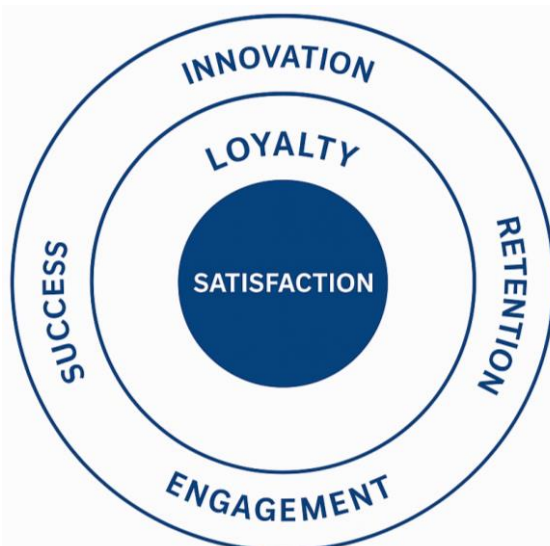 INNOVATION
LOYALTY
SUCCESS
SATISFACTION
RETENTION
ENGAGEMENT